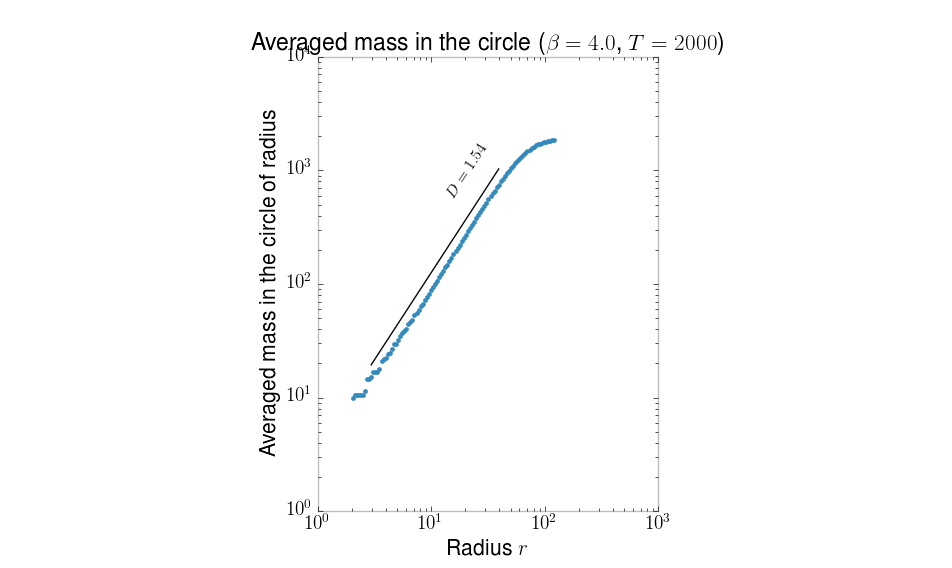 Averaged mass in the circle (β = 4.0, T = 2000)
10⁴
10³
10²
10¹
10⁰
Averaged mass in the circle of radius
D = 1.54
10⁰ 10¹ 10² 10³
Radius r